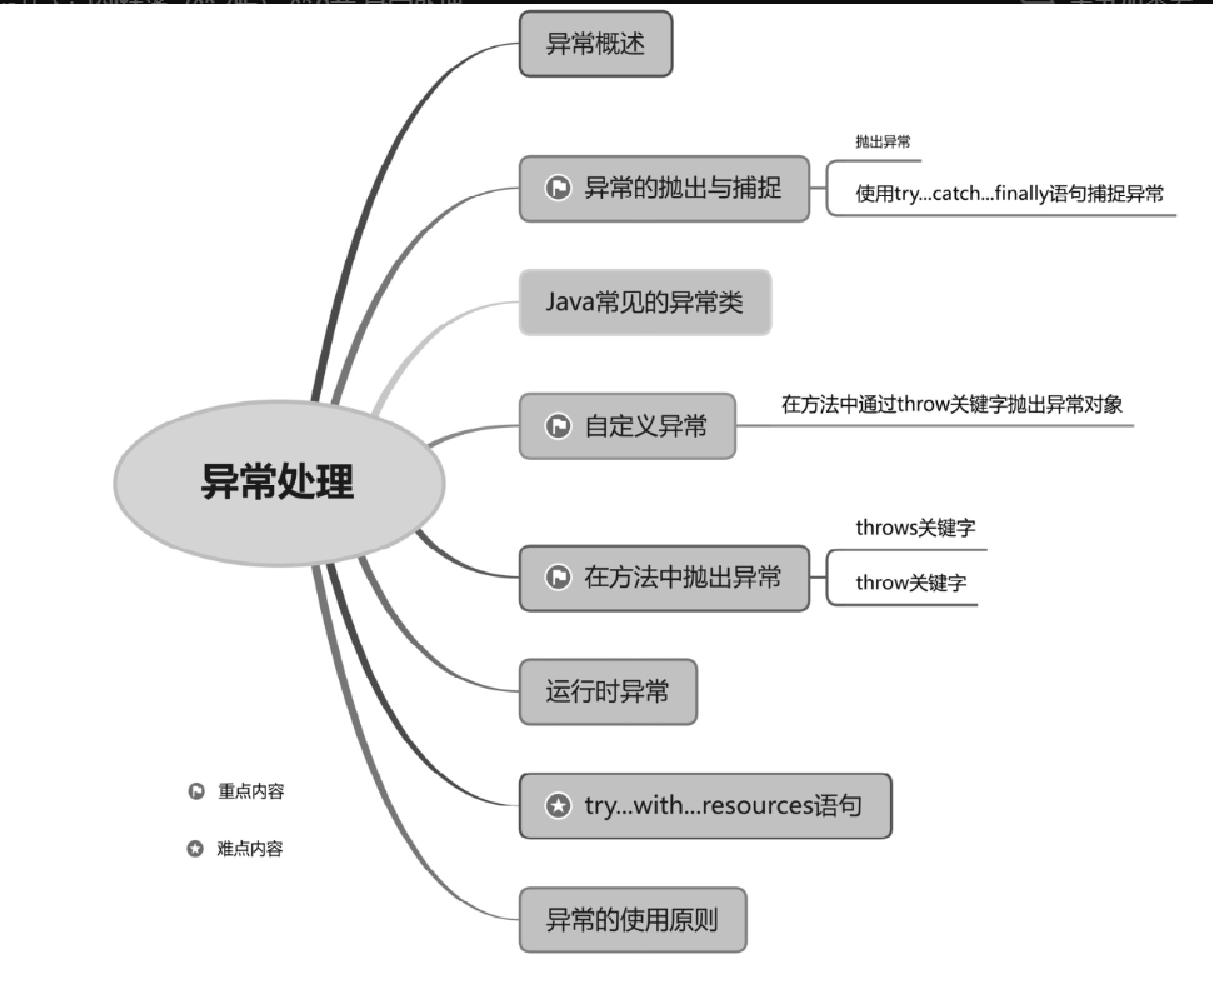 异常概述
异常的抛出与捕捉
抛出异常
使用try...catch...finally语句捕捉异常
Java常见的异常类
自定义异常
在方法中通过throw关键字抛出异常对象
异常处理
在方法中抛出异常
throws关键字
throw关键字
运行时异常
try...with...resources语句
异常的使用原则
重点内容
难点内容